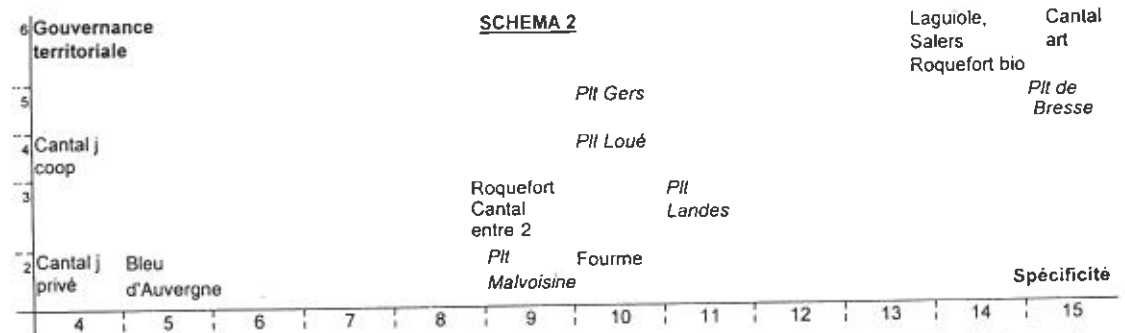 SCHEMA 2
6 Gouvernance
territoriale
Laguiole,
Salers
Roquefort bio
Cantal
art
5
Plt Gers
Plt de
Bresse
4 Cantal j
coop
Plt Loué
3
Roquefort
Cantal
entre 2
Plt
Landes
2 Cantal j
privé
Bleu
d'Auvergne
Plt
Malvoisine
Fourme
Spécificité
4 5 6 7 8 9 10 11 12 13 14 15